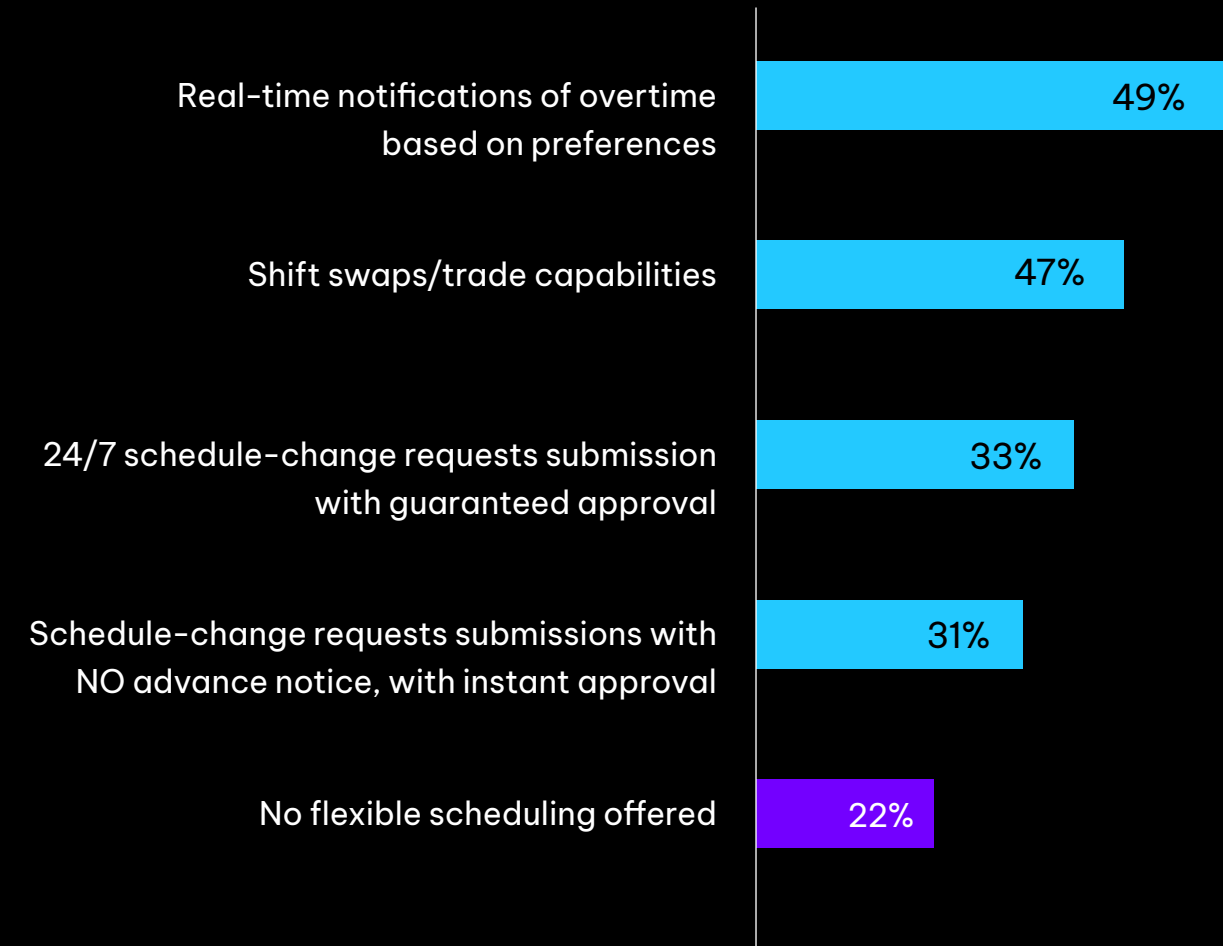 Real-time notifications of overtime
based on preferences
49%
Shift swaps/trade capabilities
47%
24/7 schedule-change requests submission
with guaranteed approval
33%
Schedule-change requests submissions with
NO advance notice, with instant approval
31%
No flexible scheduling offered
22%